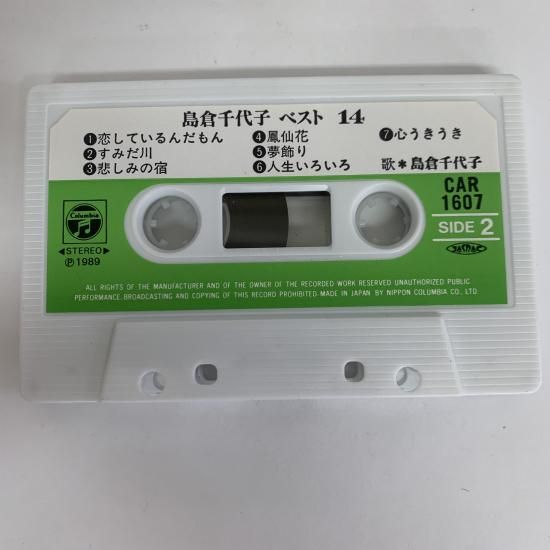 島倉千代子 ベスト 14
❶恋しているんだもん
❷すみだ川
❸悲しみの宿
❹鳳仙花
❺夢飾り
❻人生いろいろ
❼心うきうき
歌＊島倉千代子
CAR
1607
SIDE 2
JASRAC
Columbia
◀STEREO▶
Ⓟ1989
ALL RIGHTS OF THE MANUFACTURER AND OF THE OWNER OF THE RECORDED WORK RESERVED UNAUTHORIZED PUBLIC
PERFORMANCE. BROADCASTING AND COPYING OF THIS RECORD PROHIBITED. MADE IN JAPAN BY NIPPON COLUMBIA CO., LTD.